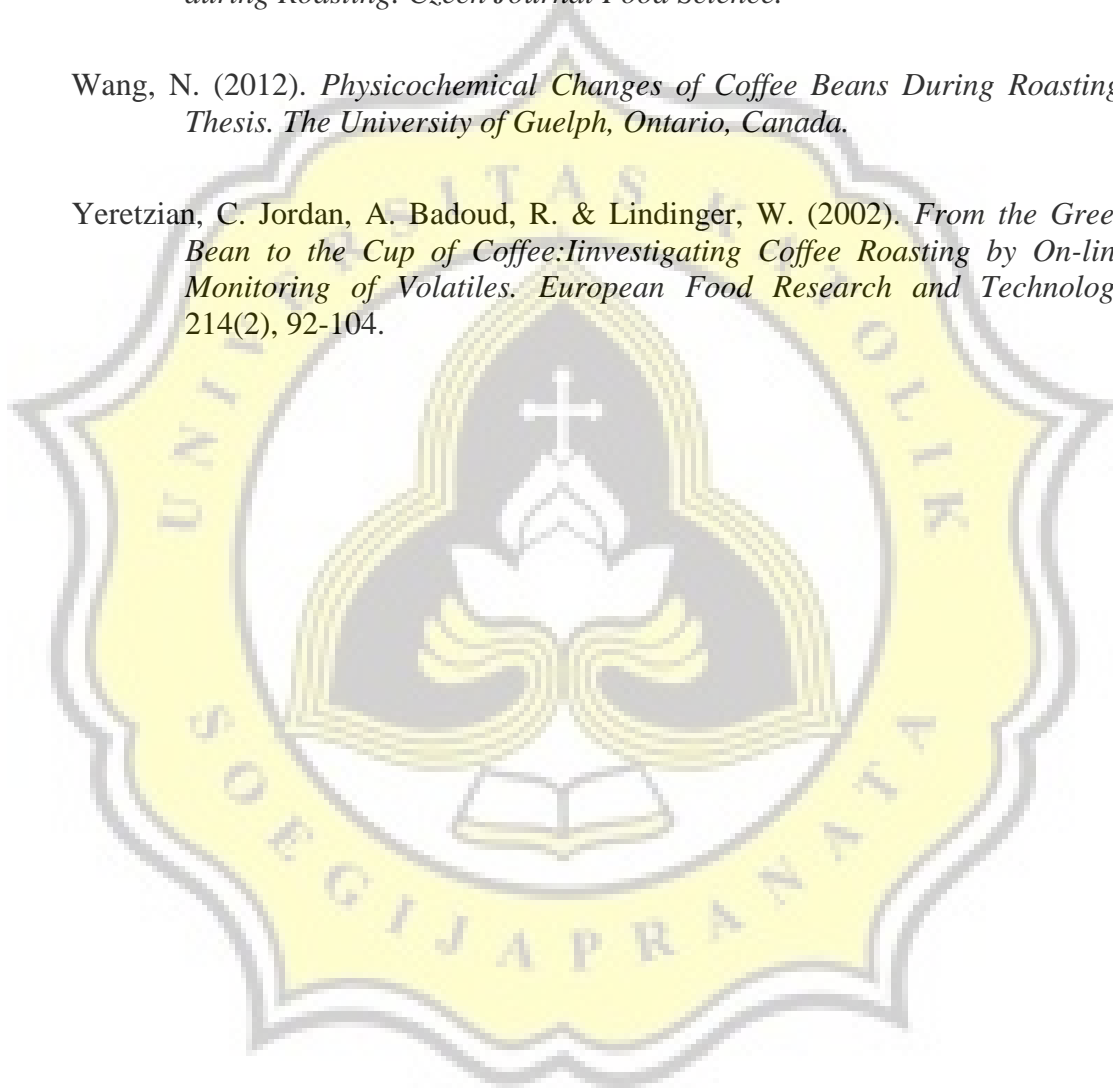 during Roasting. Czech Journal Food Science.
Wang, N. (2012). Physicochemical Changes of Coffee Beans During Roasting
Thesis. The University of Guelph, Ontario, Canada.
Yeretzian, C. Jordan, A. Badoud, R. & Lindinger, W. (2002). From the Gree
Bean to the Cup of Coffee:Iinvestigating Coffee Roasting by On-lin
Monitoring of Volatiles. European Food Research and Technolog
214(2), 92-104.
UNIVERSITAS KATOLIK
SOEGIJAPRANATA